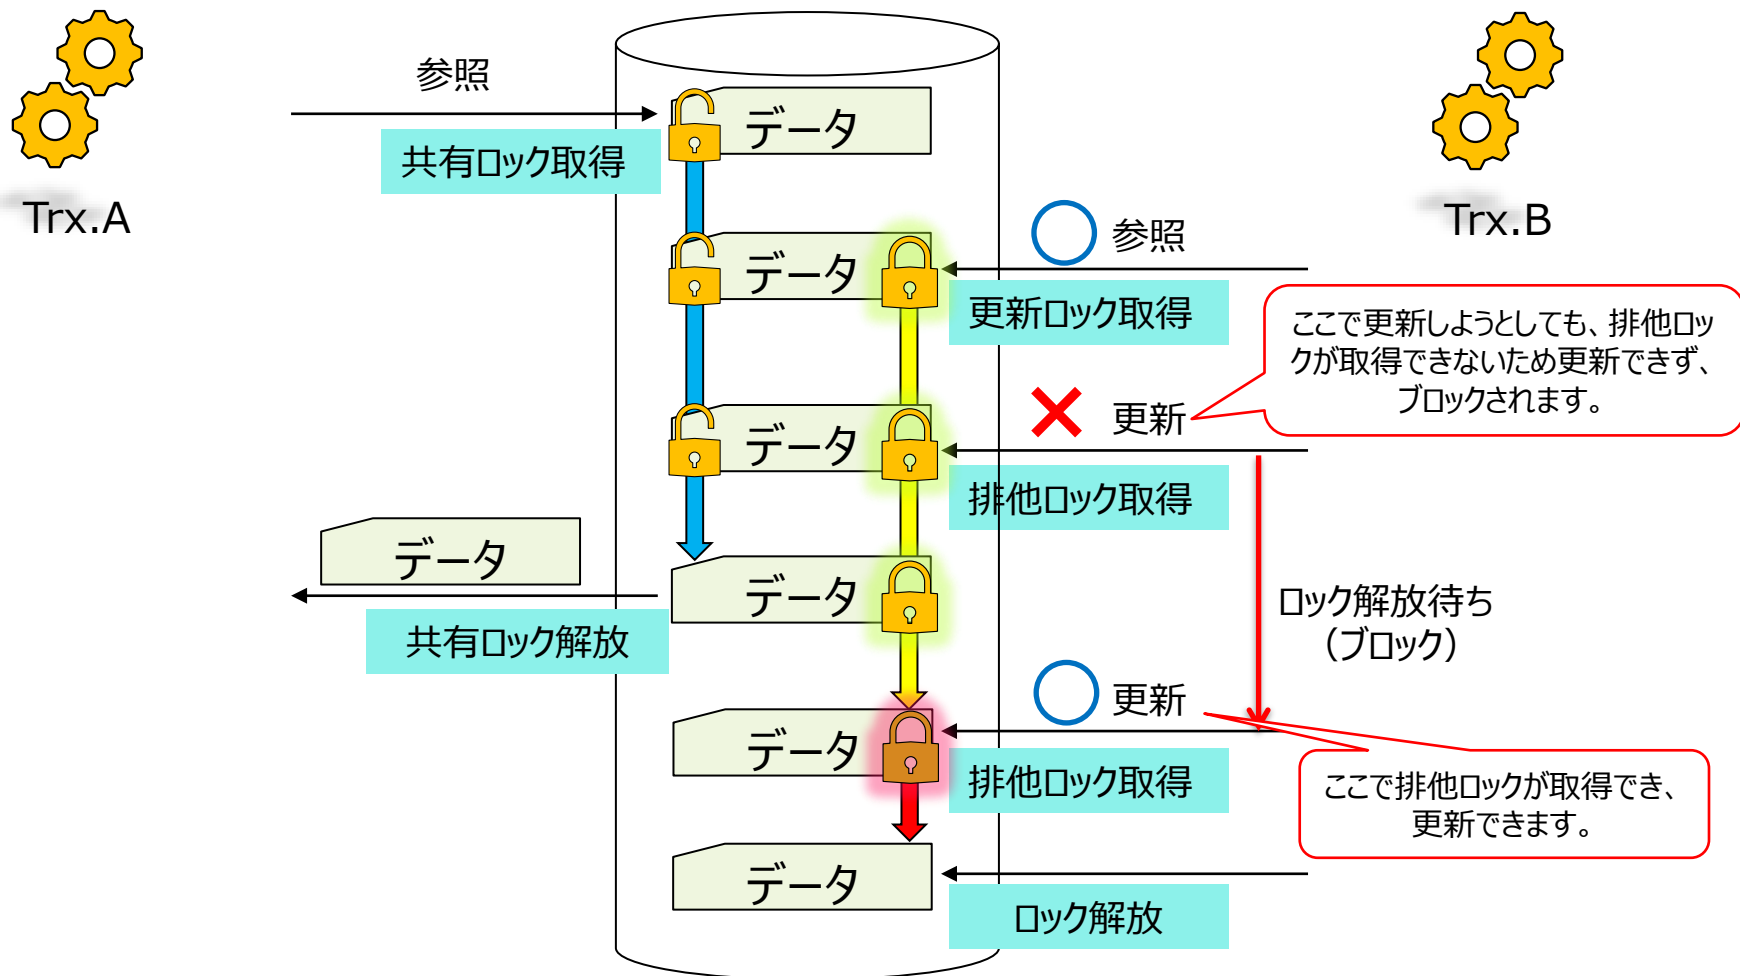 参照
データ
共有ロック取得
Trx.A
Trx.B
参照
データ
更新ロック取得
ここで更新しようとしても、排他ロッ
クが取得できないため更新できず、
ブロックされます。
更新
データ
排他ロック取得
データ
データ
共有ロック解放
ロック解放待ち
（ブロック）
更新
データ
排他ロック取得
ここで排他ロックが取得でき、
更新できます。
データ
ロック解放